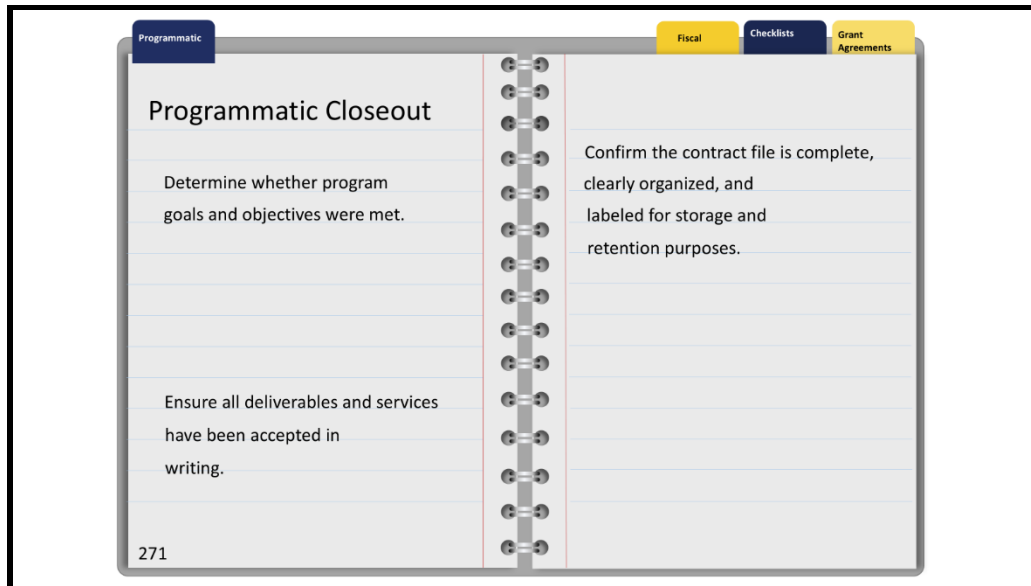 Programmatic
Fiscal
Checklists
Grant
Agreements
Programmatic Closeout
Determine whether program
goals and objectives were met.
Ensure all deliverables and services
have been accepted in
writing.
271
Confirm the contract file is complete,
clearly organized, and
labeled for storage and
retention purposes.